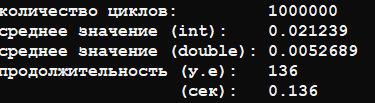 количество циклов: 1000000
среднее значение (int): 0.021239
среднее значение (double): 0.0052689
продолжительность (у.е): 136
(сек): 0.136